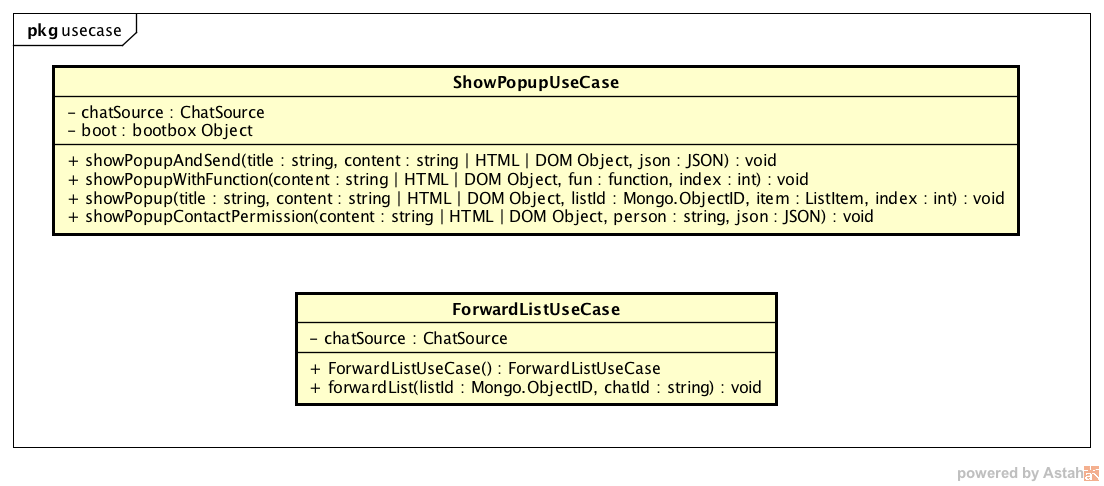 pkg usecase
ShowPopupUseCase
- chatSource : ChatSource
- boot : bootbox Object
+ showPopupAndSend(title : string, content : string | HTML | DOM Object, json : JSON) : void
+ showPopupWithFunction(content : string | HTML | DOM Object, fun : function, index : int) : void
+ showPopup(title : string, content : string | HTML | DOM Object, listId : Mongo.ObjectID, item : ListItem, index : int) : void
+ showPopupContactPermission(content : string | HTML | DOM Object, person : string, json : JSON) : void
ForwardListUseCase
- chatSource : ChatSource
+ ForwardListUseCase() : ForwardListUseCase
+ forwardList(listId : Mongo.ObjectID, chatId : string) : void
powered by Astah